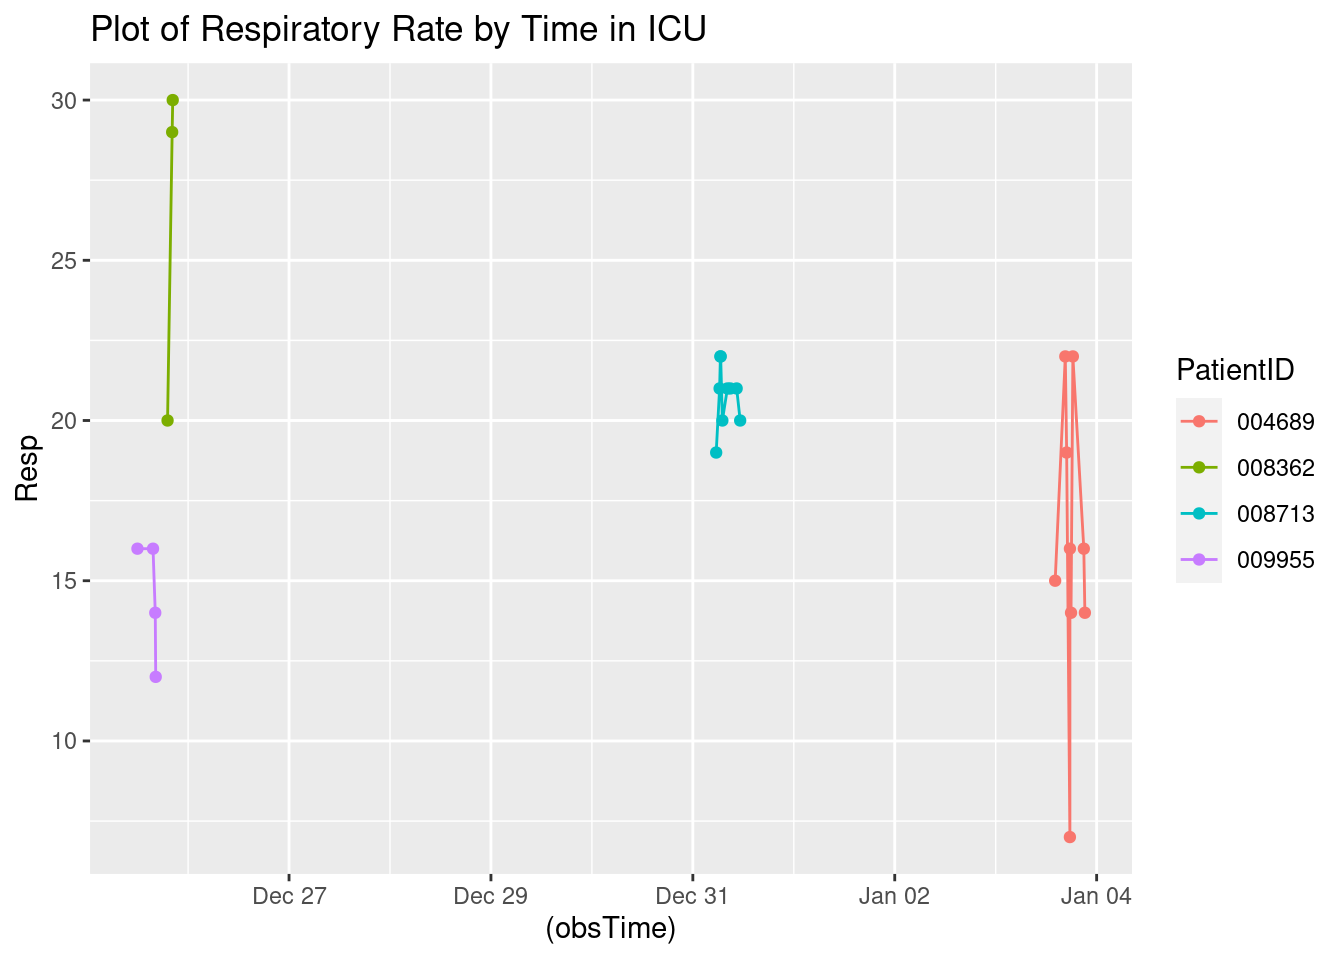 Plot of Respiratory Rate by Time in ICU
30
25
20
15
10
Resp
Dec 27
Dec 29
Dec 31
Jan 02
Jan 04
(obsTime)
PatientID
004689
008362
008713
009955